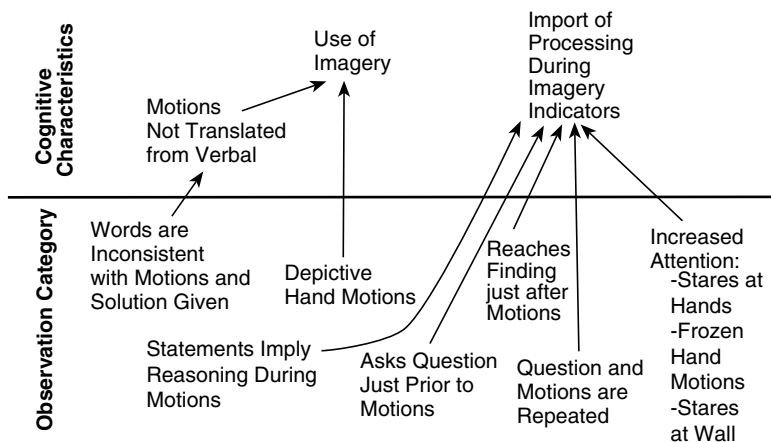 Cognitive
Characteristics
Use of
Imagery
Import of
Processing
During
Imagery
Indicators
Motions
Not Translated
from Verbal
Observation Category
Words are
Inconsistent
with Motions and
Solution Given
Depictive
Hand Motions
Reaches
Finding
just after
Motions
Increased
Attention:
-Stares at
Hands
-Frozen
Hand
Motions
-Stares
at Wall
Statements Imply
Reasoning During
Motions
Asks Question
Just Prior to
Motions
Question and
Motions are
Repeated